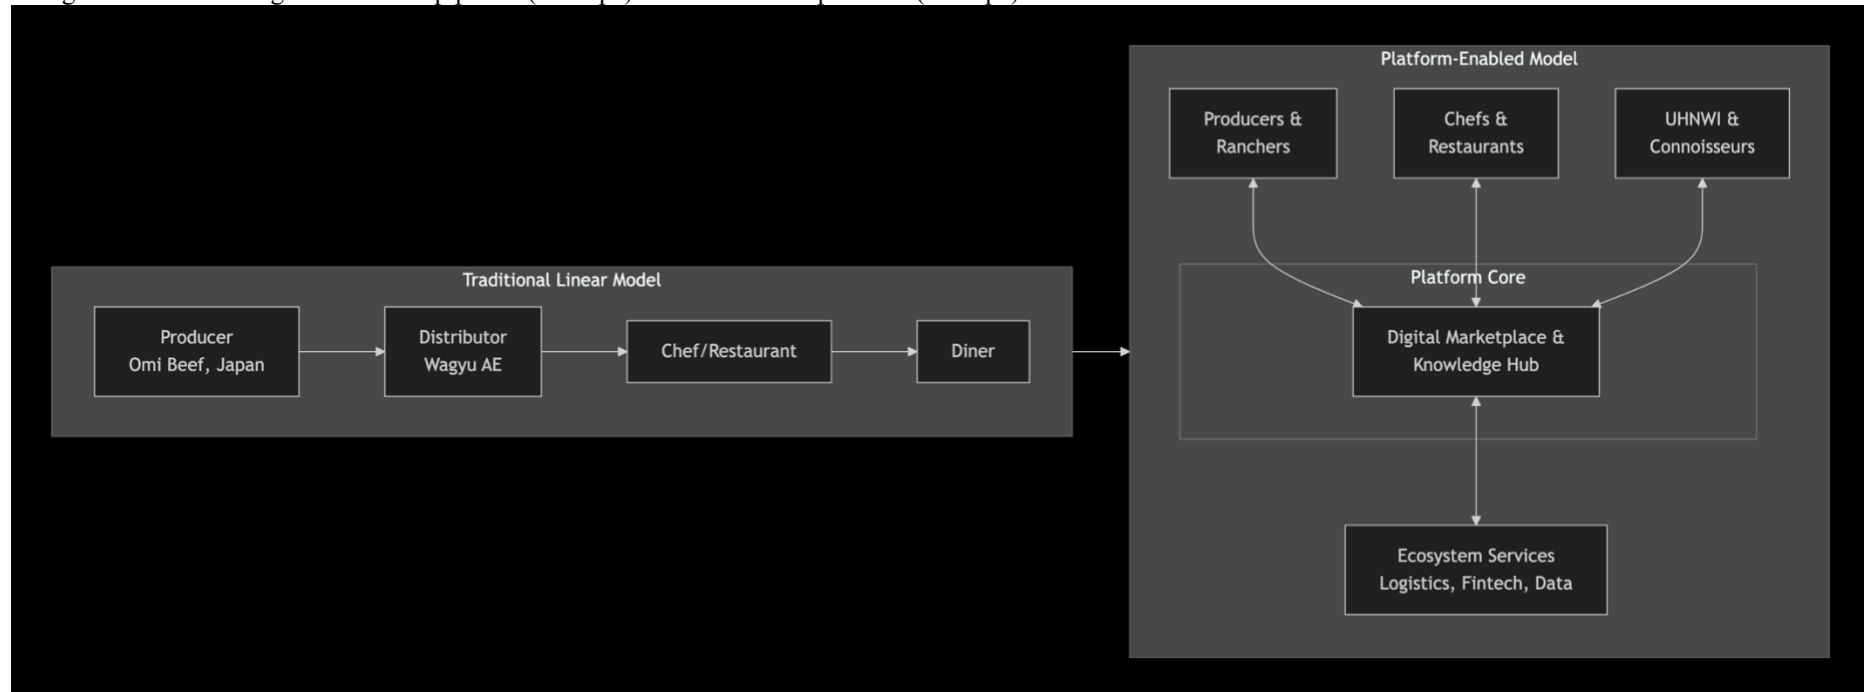 Traditional Linear Model
Producer
Omi Beef, Japan
Distributor
Wagyu AE
Chef/Restaurant
Diner
Platform-Enabled Model
Producers &
Ranchers
Chefs &
Restaurants
UHNWI &
Connoisseurs
Platform Core
Digital Marketplace &
Knowledge Hub
Ecosystem Services
Logistics, Fintech, Data